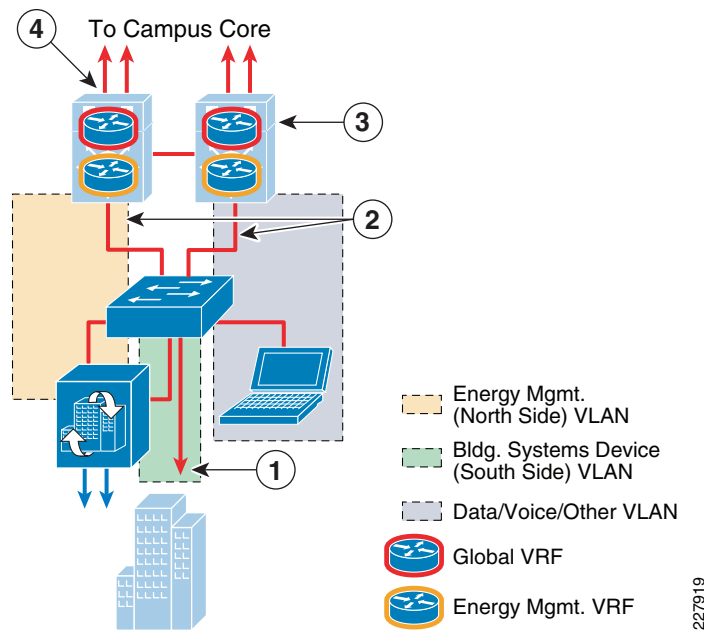 To Campus Core
4
3
2
1
Energy Mgmt.
(North Side) VLAN
Bldg. Systems Device
(South Side) VLAN
Data/Voice/Other VLAN
Global VRF
Energy Mgmt. VRF
227919